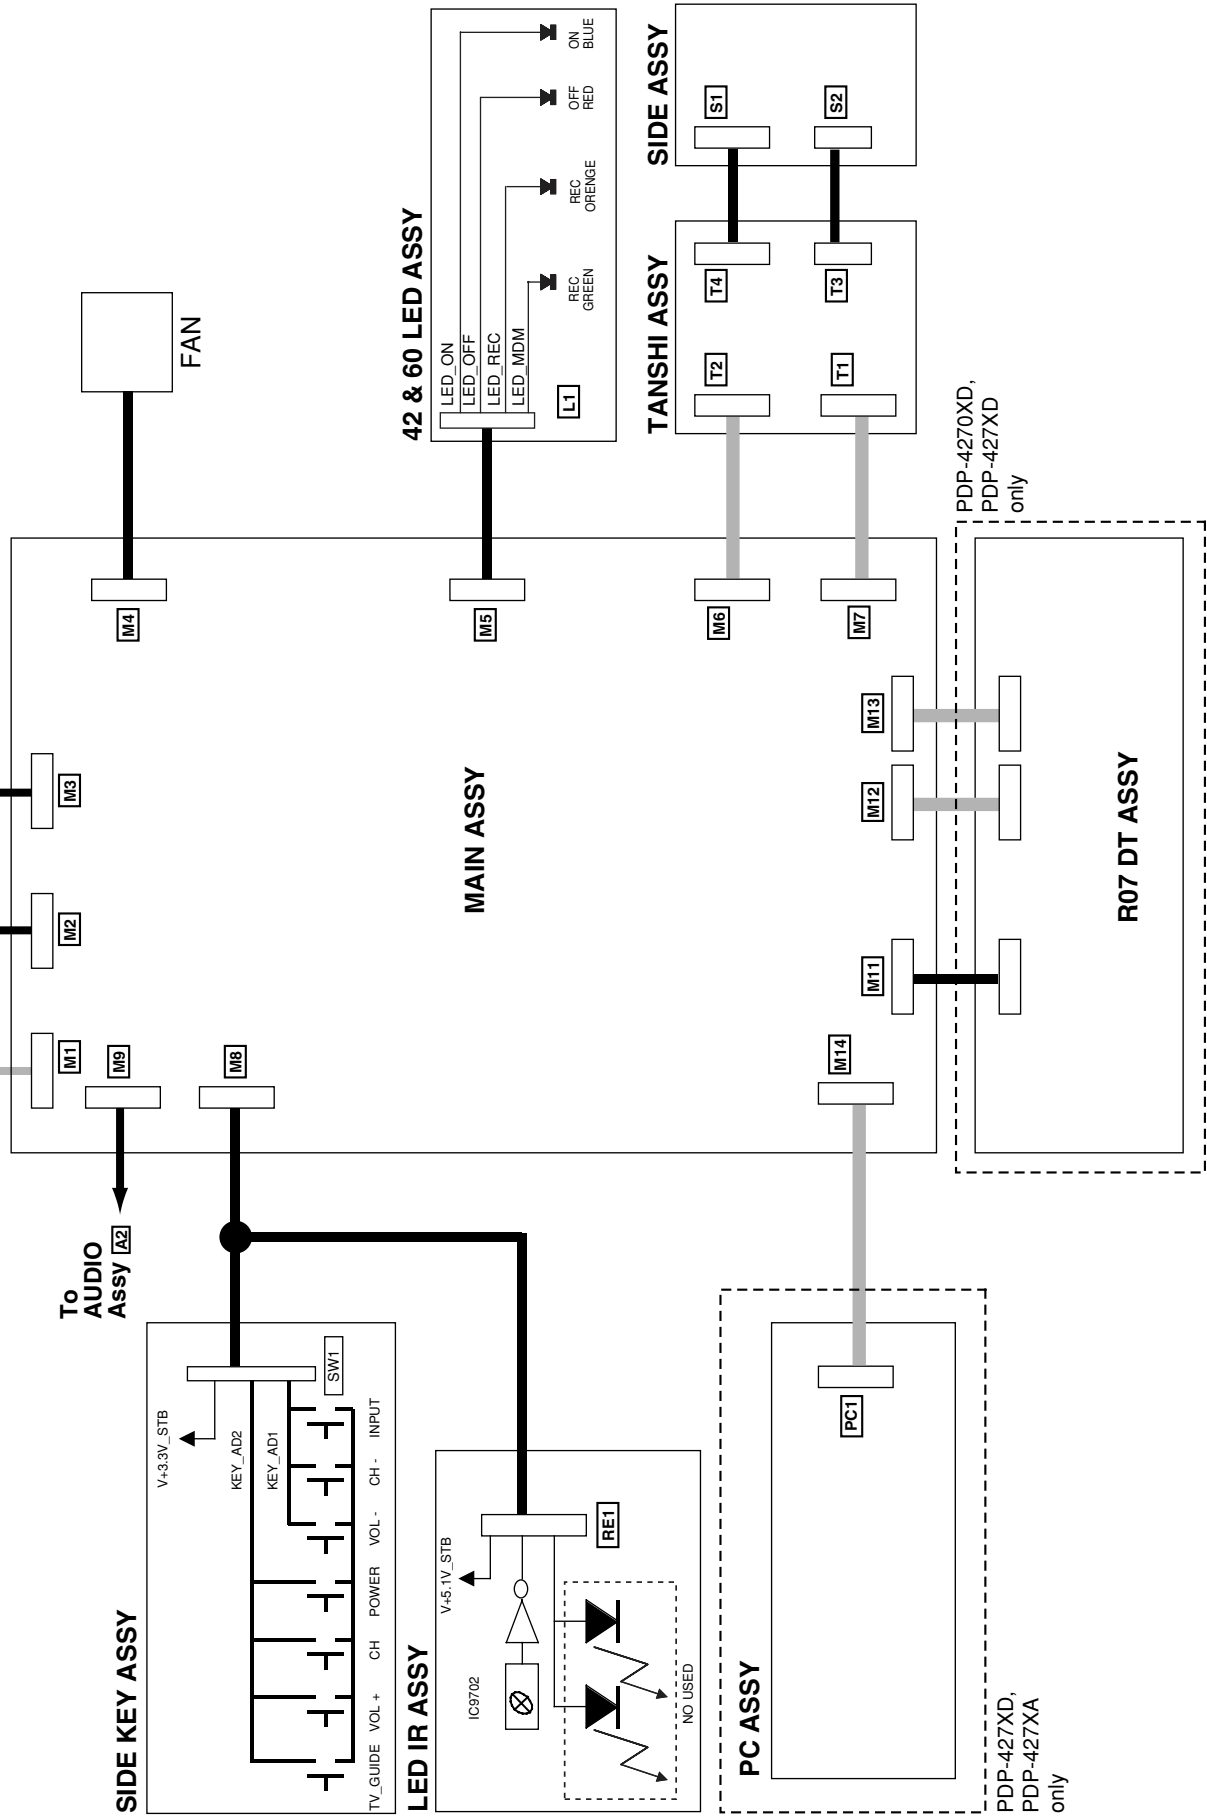 SIDE KEY ASSY
V+3.3V_STB
KEY_AD2
KEY_AD1
SW1
TV_GUIDE
VOL +
CH
POWER
VOL -
CH -
INPUT
LED IR ASSY
V+5.1V_STB
IC9702
RE1
NO USED
PC ASSY
PC1
PDP-427XD,
PDP-427XA
only
To
AUDIO
Assy
A2
M1
M9
M8
M2
M3
M4
M5
M6
M7
M14
M11
M12
M13
MAIN ASSY
FAN
42 & 60 LED ASSY
LED_ON
LED_OFF
LED_REC
LED_MDM
L1
REC
GREEN
REC
ORENGE
OFF
RED
ON
BLUE
TANSHI ASSY
T2
T1
T4
T3
SIDE ASSY
S1
S2
R07 DT ASSY
PDP-4270XD,
PDP-427XD
only